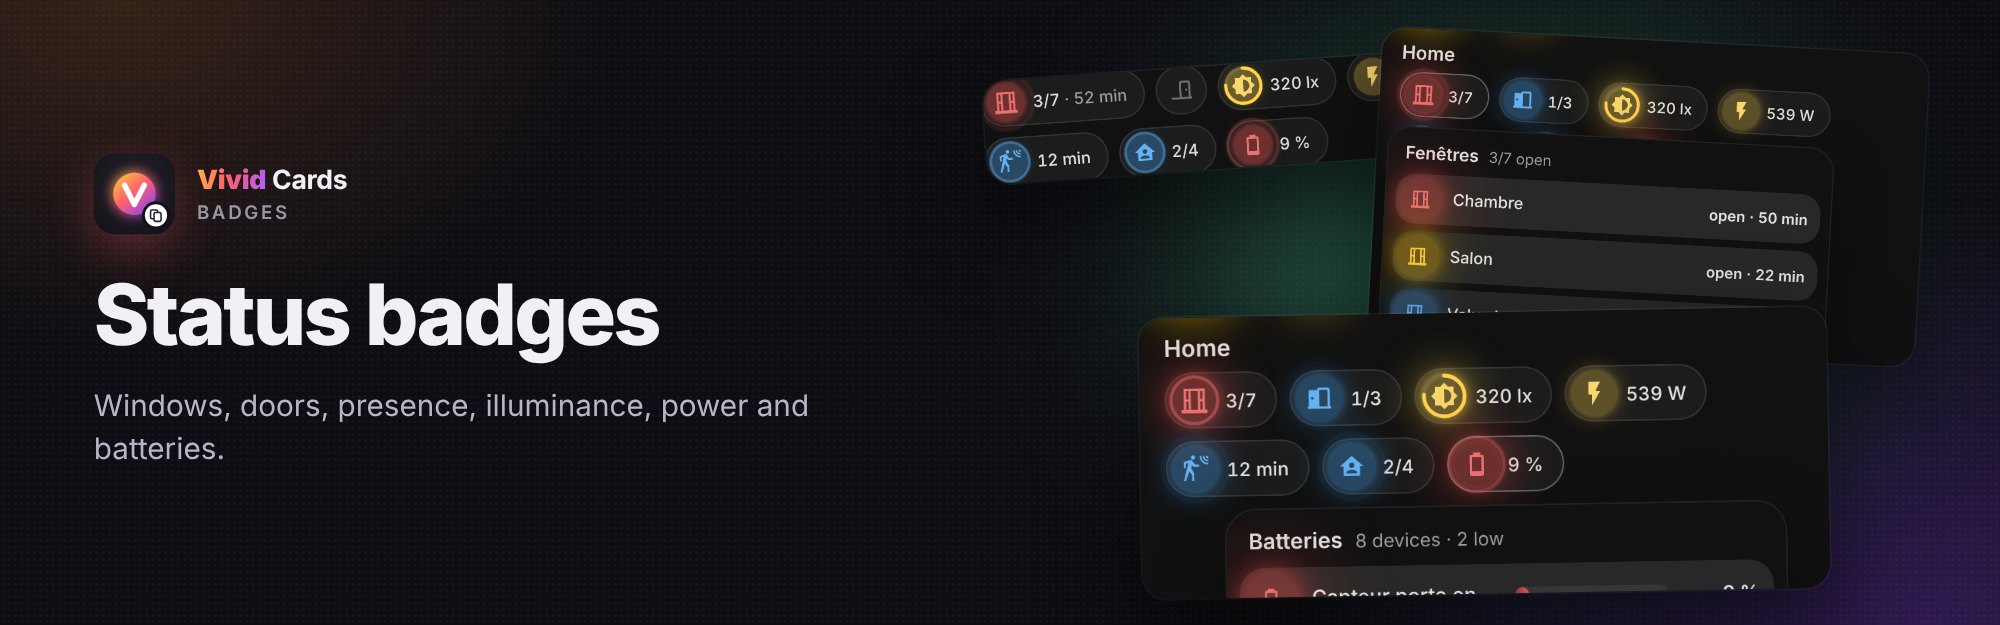 Vivid Cards
BADGES
Status badges
Windows, doors, presence, illuminance, power and
batteries.
3/7 · 52 min
320 lx
12 min
2/4
9 %
Home
3/7
1/3
320 lx
539 W
Fenêtres 3/7 open
Chambre
open · 50 min
Salon
open · 22 min
Home
3/7
1/3
320 lx
539 W
12 min
2/4
9 %
Batteries 8 devices · 2 low